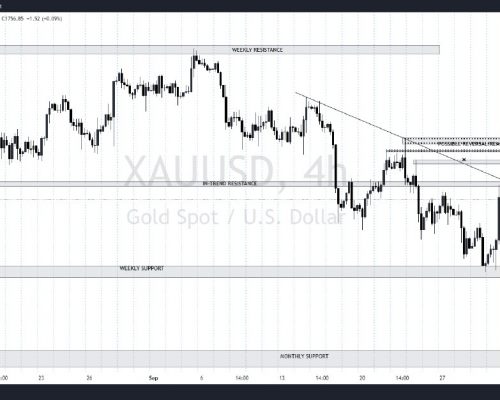 C1756.85 −1.52 (−0.09%)
WEEKLY RESISTANCE
POSSIBLE REVERSAL RES
XAUUSD, 4h
IN-TREND RESISTANCE
Gold Spot / U.S. Dollar
WEEKLY SUPPORT
MONTHLY SUPPORT
:00 23 26 Sep 6 14:00 13 14:00 20 14:00 27